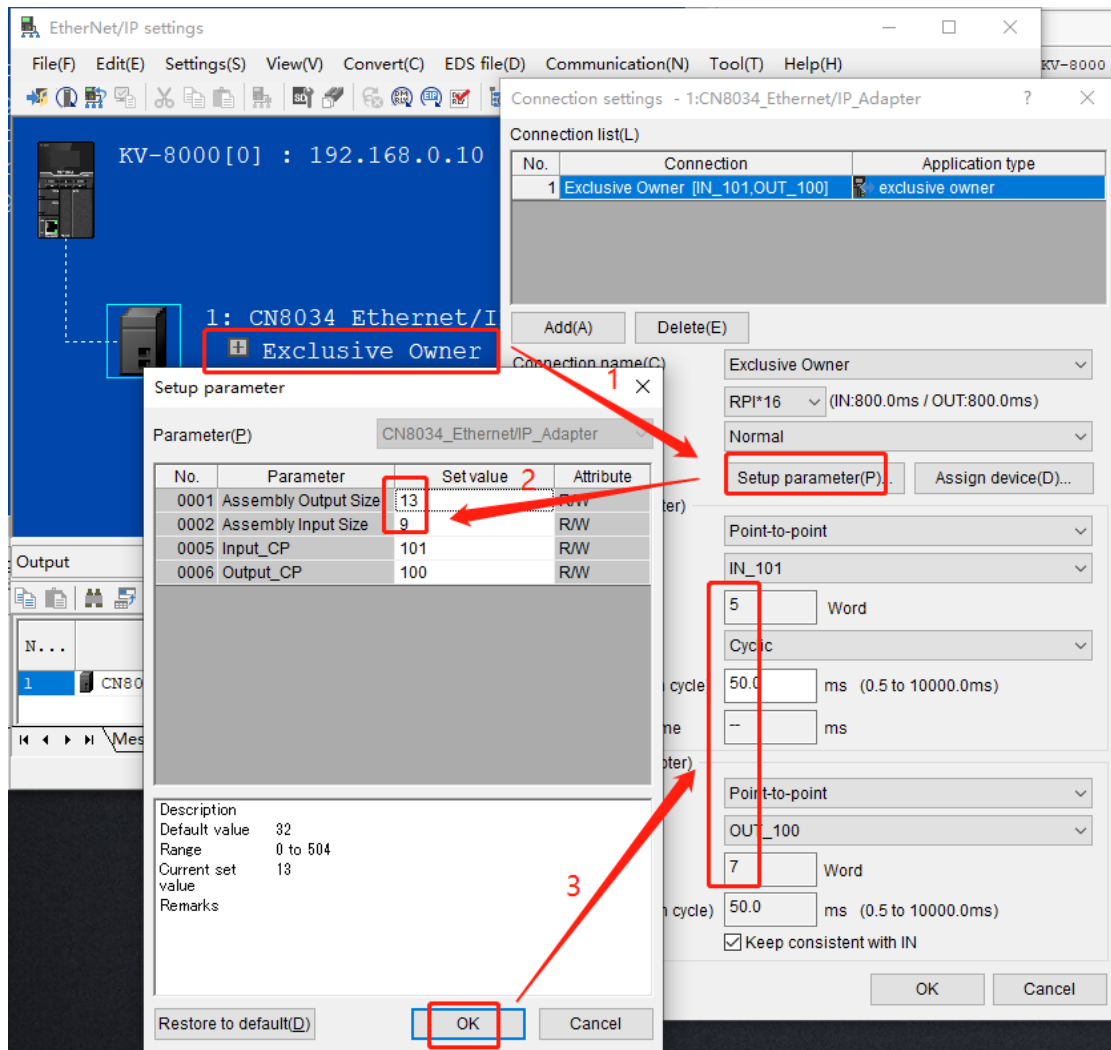 EtherNet/IP settings
File(F) Edit(E) Settings(S) View(V) Convert(C) EDS file(D) Communication(N) Tool(T) Help(H)
KV-8000
Connection settings - 1:CN8034_Ethernet/IP_Adapter ?
Connection list(L)
No. Connection Application type
1 Exclusive Owner [IN_101,OUT_100] exclusive owner
KV-8000[0] : 192.168.0.10
1: CN8034 Ethernet/I
Exclusive Owner
Add(A) Delete(E)
Connection name(C) Exclusive Owner
1
RPI*16 (IN:800.0ms / OUT:800.0ms)
Normal
Setup parameter(P)... Assign device(D)...
Setup parameter
Parameter(P) CN8034_Ethernet/IP_Adapter
No. Parameter Set value Attribute
2
0001 Assembly Output Size 13 R/W
0002 Assembly Input Size 9 R/W
0005 Input_CP 101 R/W
0006 Output_CP 100 R/W
ter)
Point-to-point
IN_101
5 Word
Cyclic
cycle 50.0 ms (0.5 to 10000.0ms)
me -- ms
pter)
Point-to-point
OUT_100
7 Word
n cycle) 50.0 ms (0.5 to 10000.0ms)
Keep consistent with IN
OK Cancel
Output
N...
1 CN80
Mes
Description
Default value 32
Range 0 to 504
Current set value 13
Remarks
3
Restore to default(D) OK Cancel